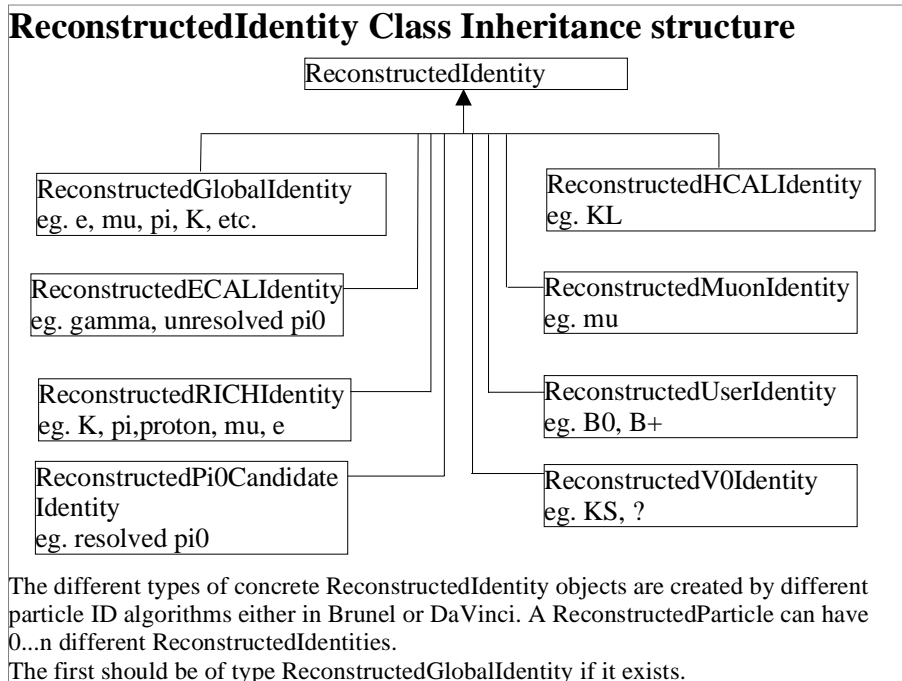 ReconstructedIdentity Class Inheritance structure
ReconstructedIdentity
ReconstructedGlobalIdentity
eg. e, mu, pi, K, etc.
ReconstructedHCALIdentity
eg. KL
ReconstructedECALIdentity
eg. gamma, unresolved pi0
ReconstructedMuonIdentity
eg. mu
ReconstructedRICHIdentity
eg. K, pi,proton, mu, e
ReconstructedUserIdentity
eg. B0, B+
ReconstructedPi0Candidate
Identity
eg. resolved pi0
ReconstructedV0Identity
eg. KS, ?
The different types of concrete ReconstructedIdentity objects are created by different
particle ID algorithms either in Brunel or DaVinci. A ReconstructedParticle can have
0...n different ReconstructedIdentities.
The first should be of type ReconstructedGlobalIdentity if it exists.